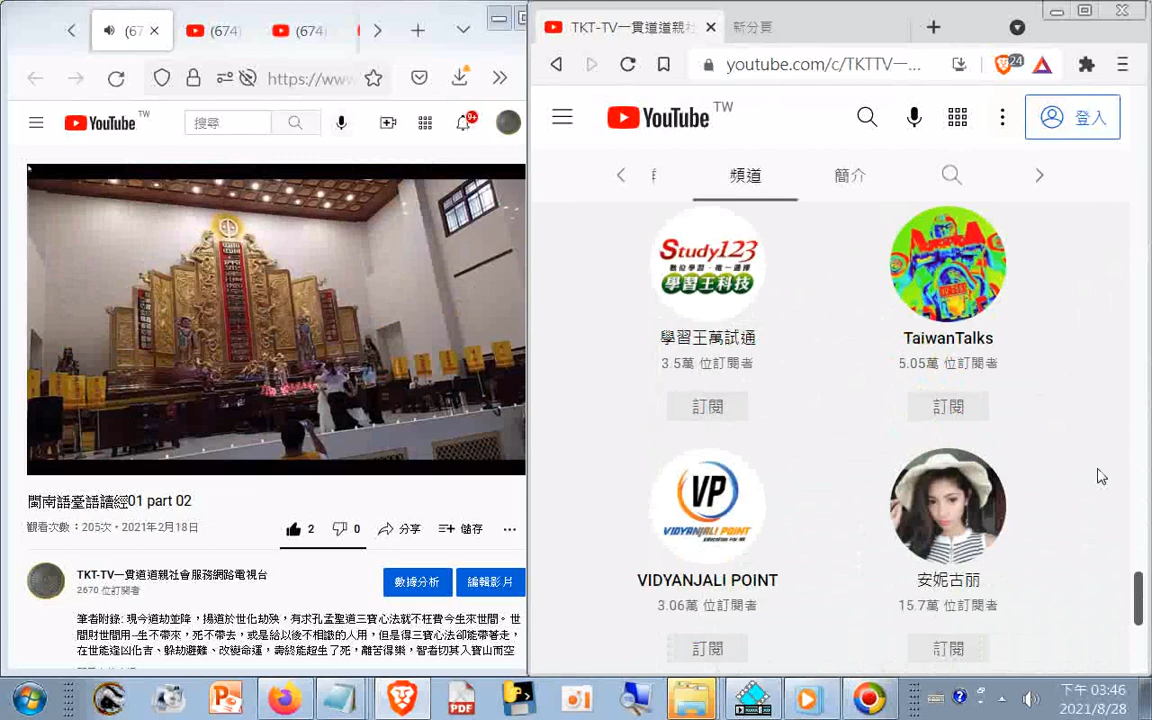 (67
(674)
(674)
https://www
YouTube TW
搜尋
9+
閩南語臺語讀經01 part 02
觀看次數：205次・2021年2月18日
2
0
分享
儲存
TKT-TV一貫道道親社會服務網路電視台
2670 位訂閱者
數據分析
編輯影片
筆者附錄: 現今道劫並降，揚道於世化劫殃，有求孔孟聖道三寶心法就不枉費今生來世間。世
間財世間用一生不帶來，死不帶去，或是給以後不相識的人用，但是得三寶心法卻能帶著走，
在世能逢凶化吉、躲劫避難、改變命運，壽終能超生了死，離苦得樂，智者切莫入寶山而空
TKT-TV一貫道道親社
新分頁
youtube.com/c/TKTTV一...
24
YouTube TW
登入
頻道
簡介
Study123
數位學習・唯一選擇
學習王科技
學習王萬試通
3.5萬 位訂閱者
訂閱
TaiwanTalks
5.05萬 位訂閱者
訂閱
VP
VIDYANJALI POINT
VIDYANJALI POINT
3.06萬 位訂閱者
訂閱
安妮古丽
15.7萬 位訂閱者
訂閱
PDF
下午 03:46
2021/8/28